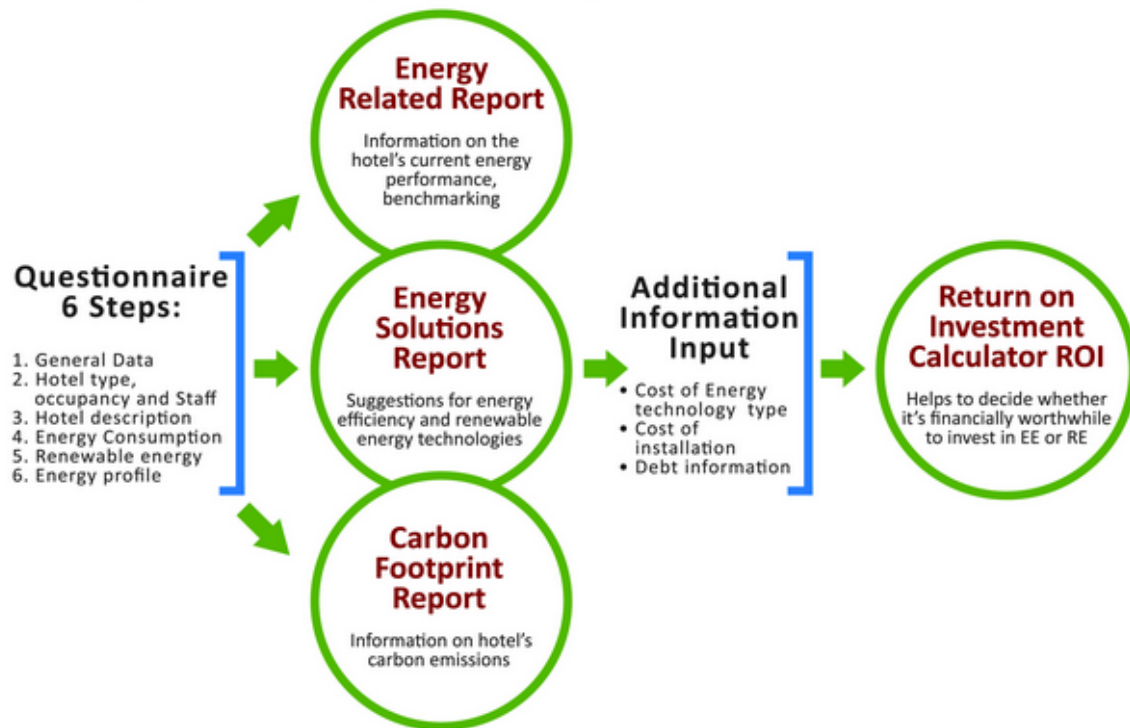 Questionnaire
6 Steps:
1. General Data
2. Hotel type,
occupancy and Staff
3. Hotel description
4. Energy Consumption
5. Renewable energy
6. Energy profile
Energy
Related Report
Information on the
hotel's current energy
performance,
benchmarking
Energy
Solutions
Report
Suggestions for energy
efficiency and renewable
energy technologies
Carbon
Footprint
Report
Information on hotel's
carbon emissions
Additional
Information
Input
• Cost of Energy
technology type
• Cost of
installation
• Debt information
Return on
Investment
Calculator ROI
Helps to decide whether
it's financially worthwhile
to invest in EE or RE